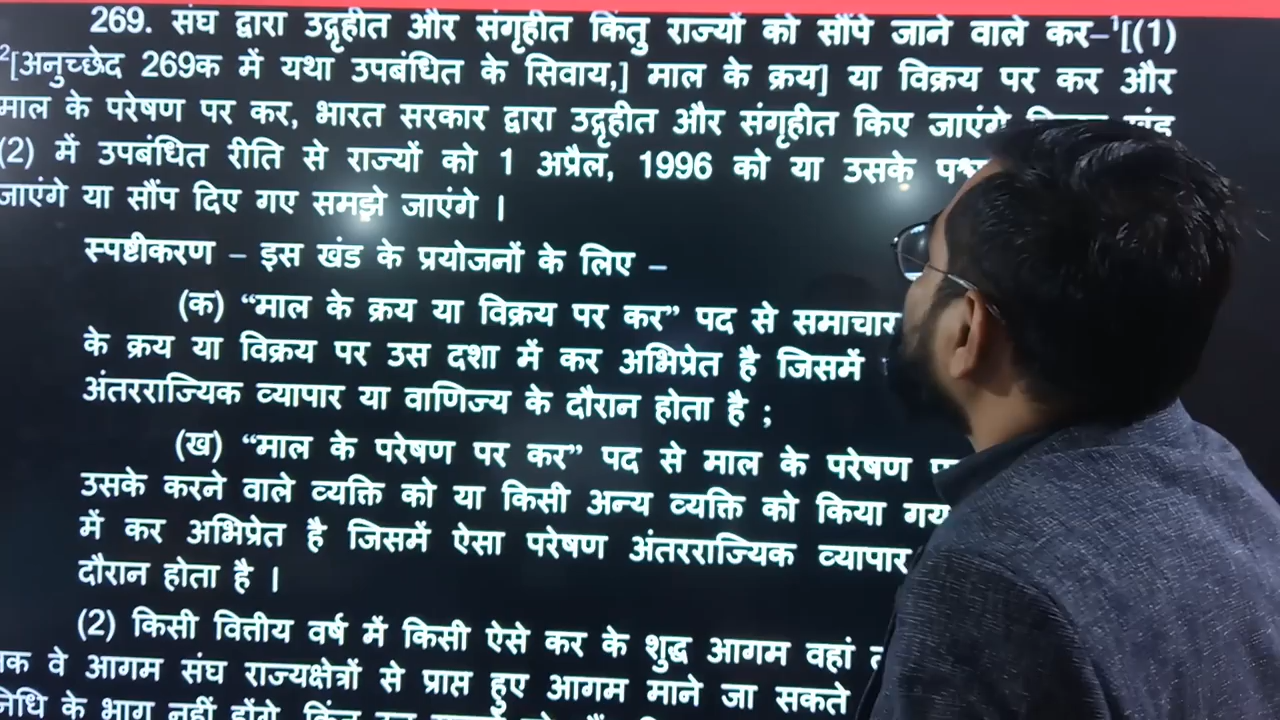 269. संघ द्वारा उद्गृहीत और संगृहीत किंतु राज्यों को सौंपे जाने वाले कर–¹[(1)
²[अनुच्छेद 269क में यथा उपबंधित के सिवाय,] माल के क्रय] या विक्रय पर कर और
माल के परेषण पर कर, भारत सरकार द्वारा उद्गृहीत और संगृहीत किए जाएंगे खंड
(2) में उपबंधित रीति से राज्यों को 1 अप्रैल, 1996 को या उसके
जाएंगे या सौंप दिए गए समझे जाएंगे ।
स्पष्टीकरण – इस खंड के प्रयोजनों के लिए –
(क) “माल के क्रय या विक्रय पर कर” पद से समाचार
के क्रय या विक्रय पर उस दशा में कर अभिप्रेत है जिसमें
अंतरराज्यिक व्यापार या वाणिज्य के दौरान होता है ;
(ख) “माल के परेषण पर कर” पद से माल के परेषण
उसके करने वाले व्यक्ति को या किसी अन्य व्यक्ति को किया
में कर अभिप्रेत है जिसमें ऐसा परेषण अंतरराज्यिक व्यापार
दौरान होता है ।
(2) किसी वित्तीय वर्ष में किसी ऐसे कर के शुद्ध आगम वहां
वे आगम संघ राज्यक्षेत्रों से प्राप्त हुए आगम माने जा सकते
के भाग नहीं होंगे, किंतु